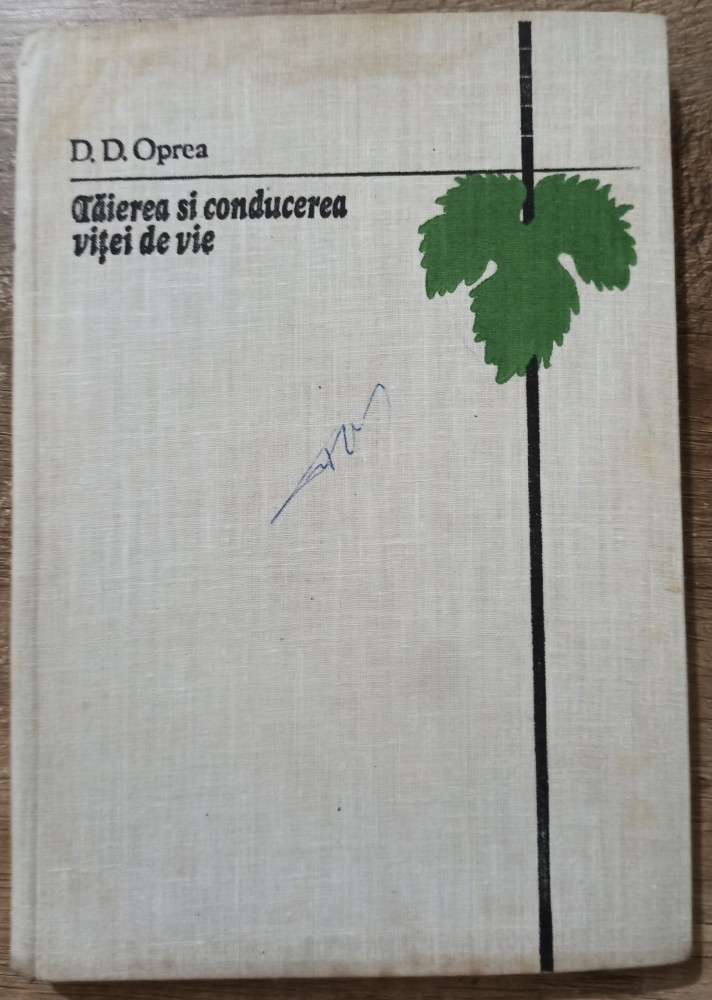 D. D. Oprea
Tăierea si conducerea
viței de vie